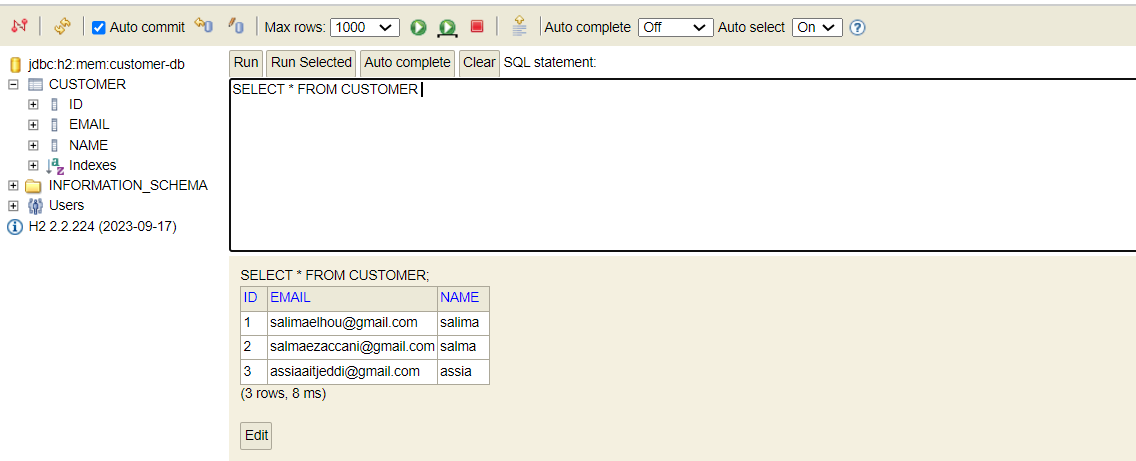 Auto commit Max rows: 1000 Auto complete Off Auto select On
jdbc:h2:mem:customer-db
CUSTOMER
ID
EMAIL
NAME
Indexes
INFORMATION_SCHEMA
Users
H2 2.2.224 (2023-09-17)
Run Run Selected Auto complete Clear SQL statement:
SELECT * FROM CUSTOMER
SELECT * FROM CUSTOMER;
ID EMAIL NAME
1 salimaelhou@gmail.com salima
2 salmaezaccani@gmail.com salma
3 assiaaitjeddi@gmail.com assia
(3 rows, 8 ms)
Edit